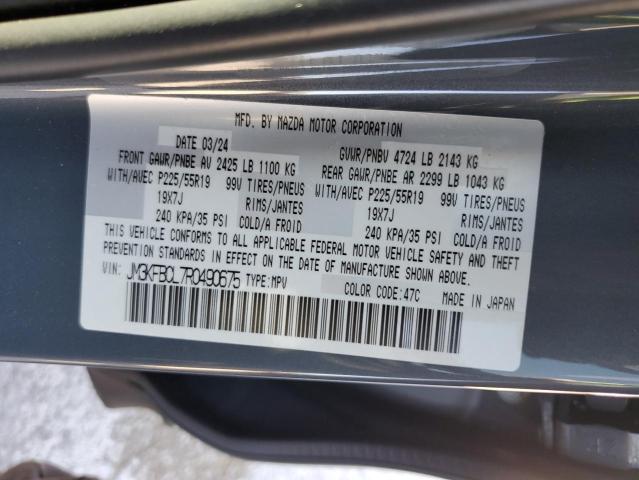 MFD. BY MAZDA MOTOR CORPORATION
DATE 03/24 GVWR/PNBV 4724 LB 2143 KG
FRONT GAWR/PNBE AV 2425 LB 1100 KG REAR GAWR/PNBE AR 2299 LB 1043 KG
WITH/AVEC P225/55R19 99V TIRES/PNEUS WITH/AVEC P225/55R19 99V TIRES/PNEUS
19X7J RIMS/JANTES 19X7J RIMS/JANTES
240 KPA/35 PSI COLD/A FROID 240 KPA/35 PSI COLD/A FROID
THIS VEHICLE CONFORMS TO ALL APPLICABLE FEDERAL MOTOR VEHICLE SAFETY AND THEFT
PREVENTION STANDARDS IN EFFECT ON THE DATE OF MANUFACTURE SHOWN ABOVE.
VIN: JM3KFBCL7R0490675 TYPE: MPV COLOR CODE: 47C MADE IN JAPAN